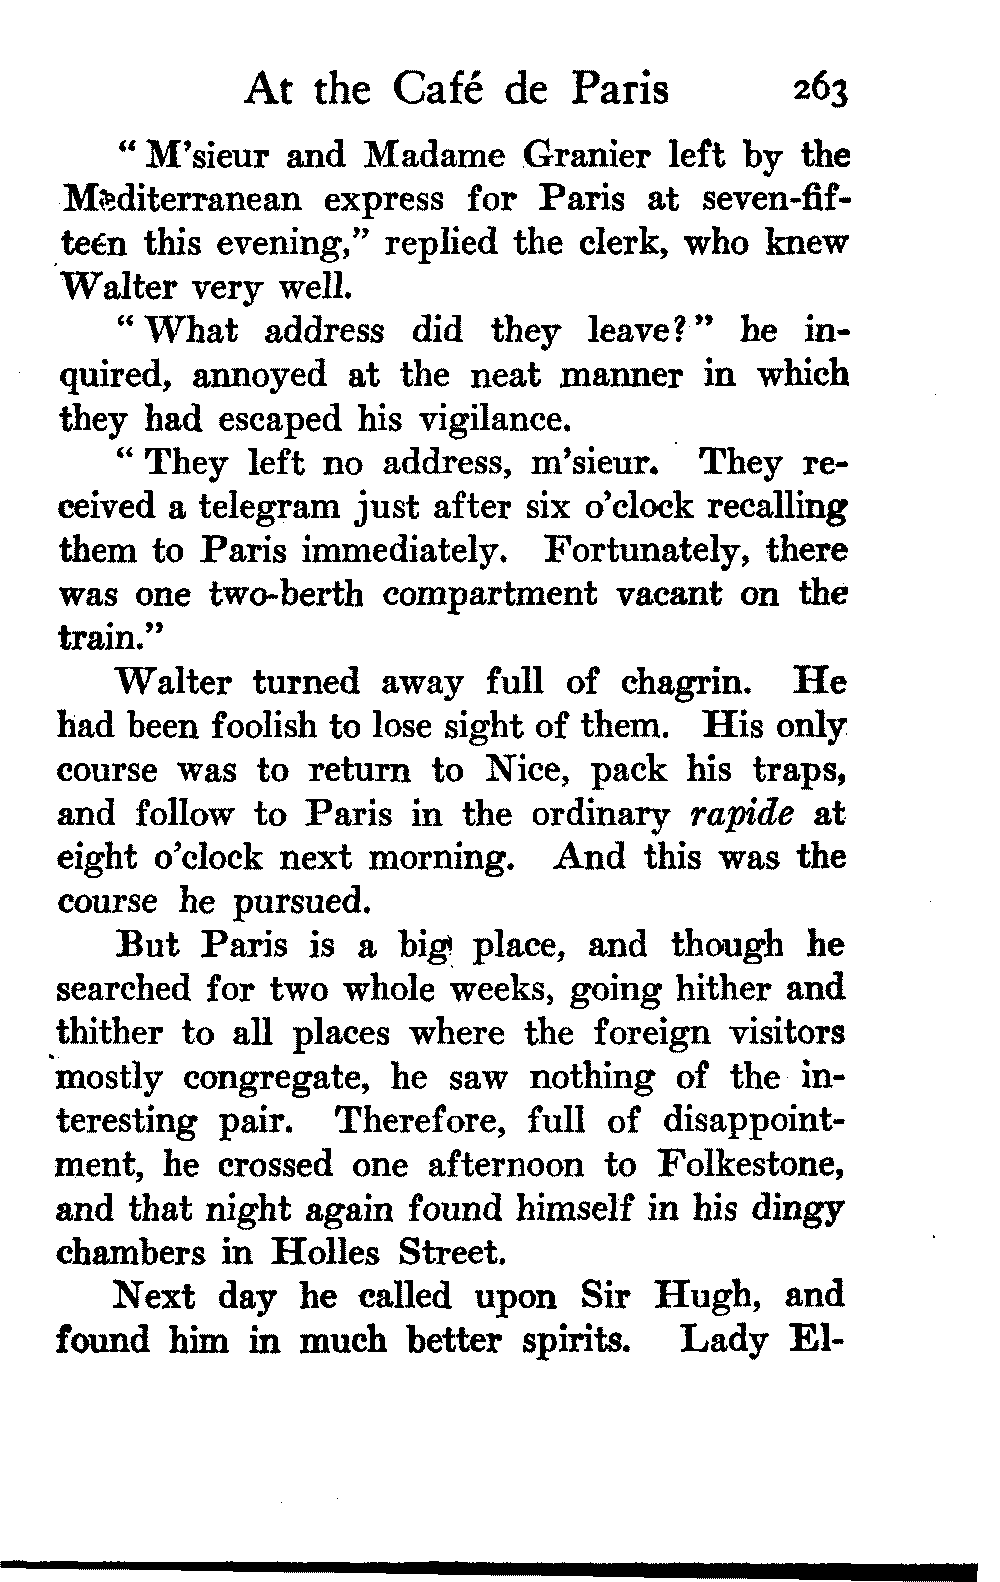 At the Café de Paris 263
“ M’sieur and Madame Granier left by the
Mediterranean express for Paris at seven-fif-
teen this evening,” replied the clerk, who knew
Walter very well.
“ What address did they leave? ” he in-
quired, annoyed at the neat manner in which
they had escaped his vigilance.
“ They left no address, m’sieur. They re-
ceived a telegram just after six o’clock recalling
them to Paris immediately. Fortunately, there
was one two-berth compartment vacant on the
train.”
Walter turned away full of chagrin. He
had been foolish to lose sight of them. His only
course was to return to Nice, pack his traps,
and follow to Paris in the ordinary rapide at
eight o’clock next morning. And this was the
course he pursued.
But Paris is a big place, and though he
searched for two whole weeks, going hither and
thither to all places where the foreign visitors
mostly congregate, he saw nothing of the in-
teresting pair. Therefore, full of disappoint-
ment, he crossed one afternoon to Folkestone,
and that night again found himself in his dingy
chambers in Holles Street.
Next day he called upon Sir Hugh, and
found him in much better spirits. Lady El-